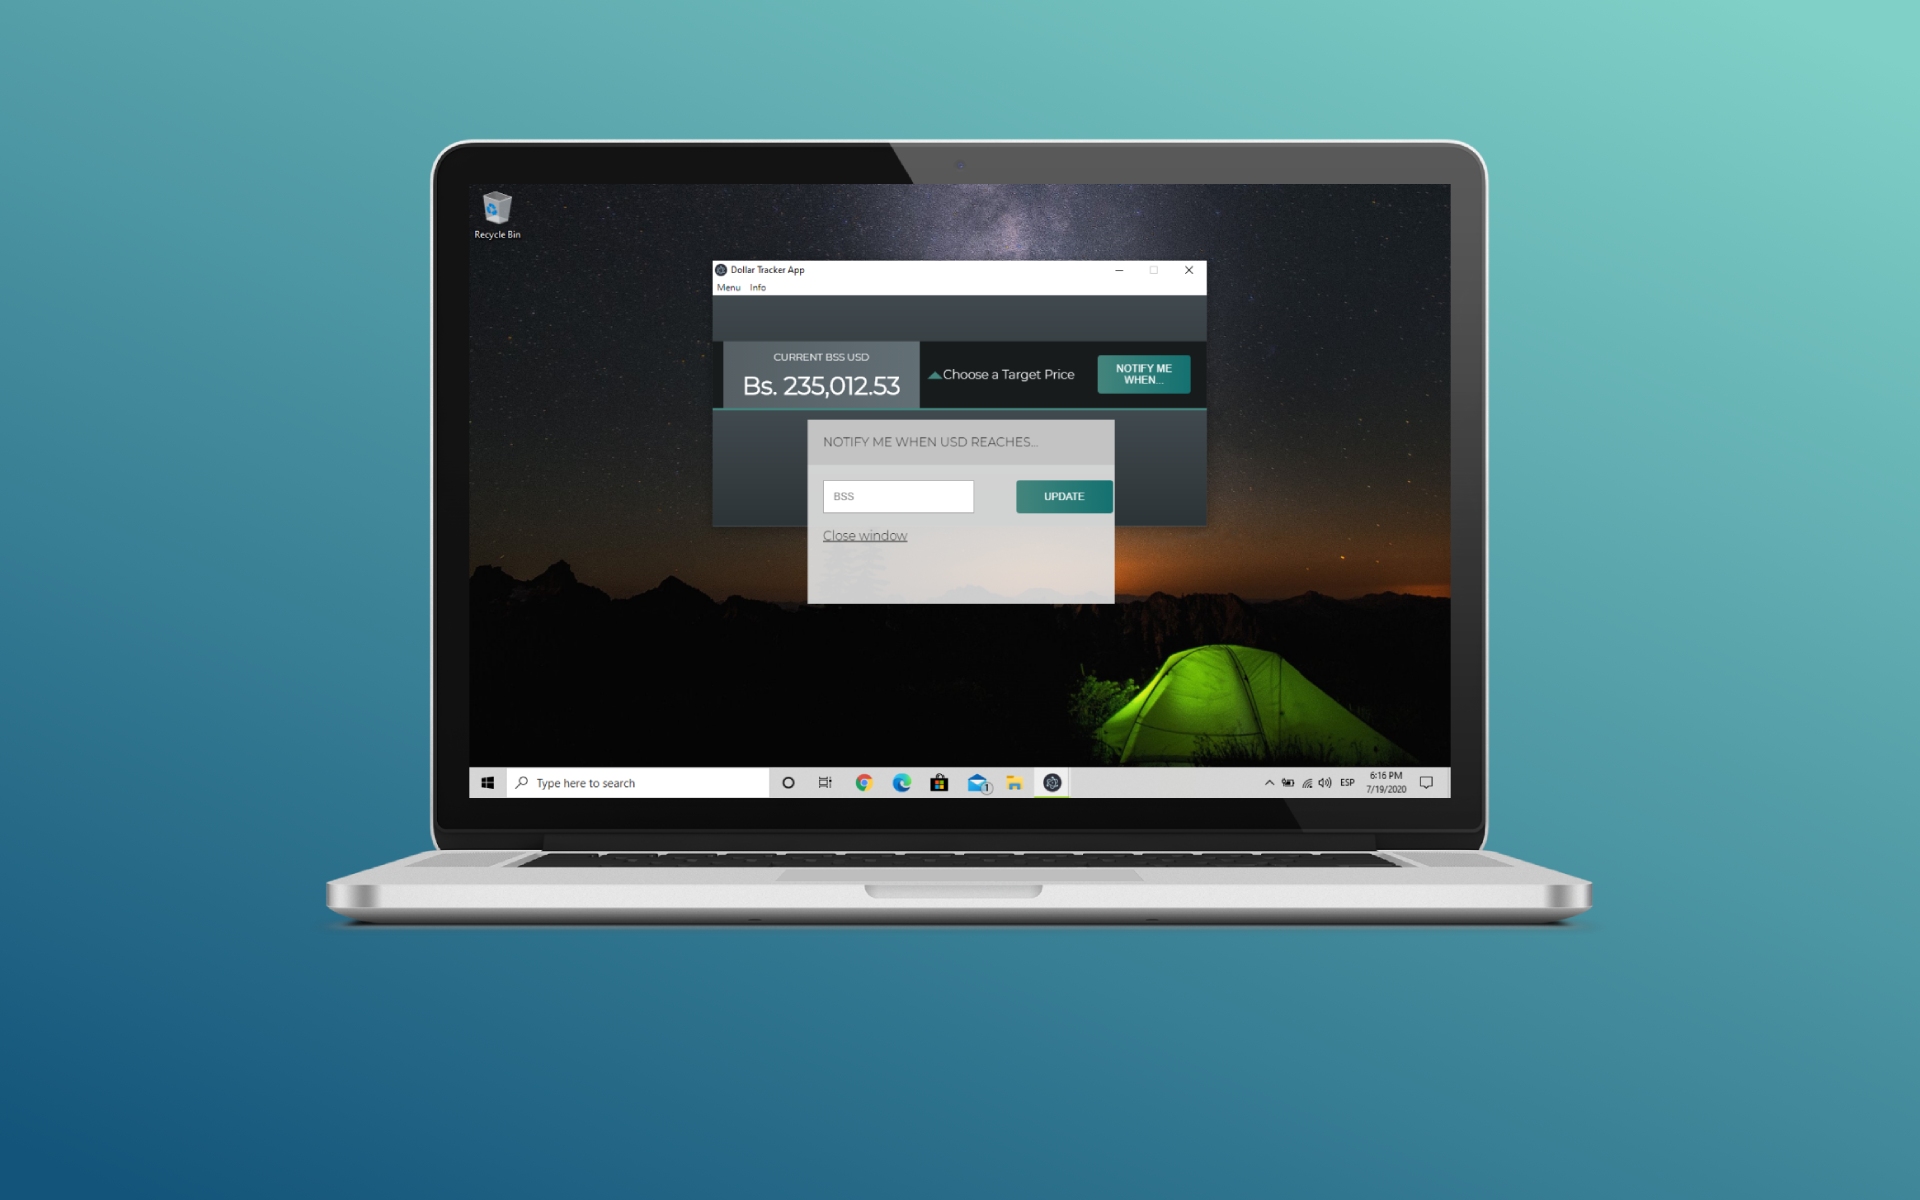 Recycle Bin
Dollar Tracker App
Menu Info
CURRENT BSS USD
Bs. 235,012.53
Choose a Target Price
NOTIFY ME
WHEN...
NOTIFY ME WHEN USD REACHES...
BSS
UPDATE
Close window
Type here to search
1
ESP
6:16 PM
7/19/2020